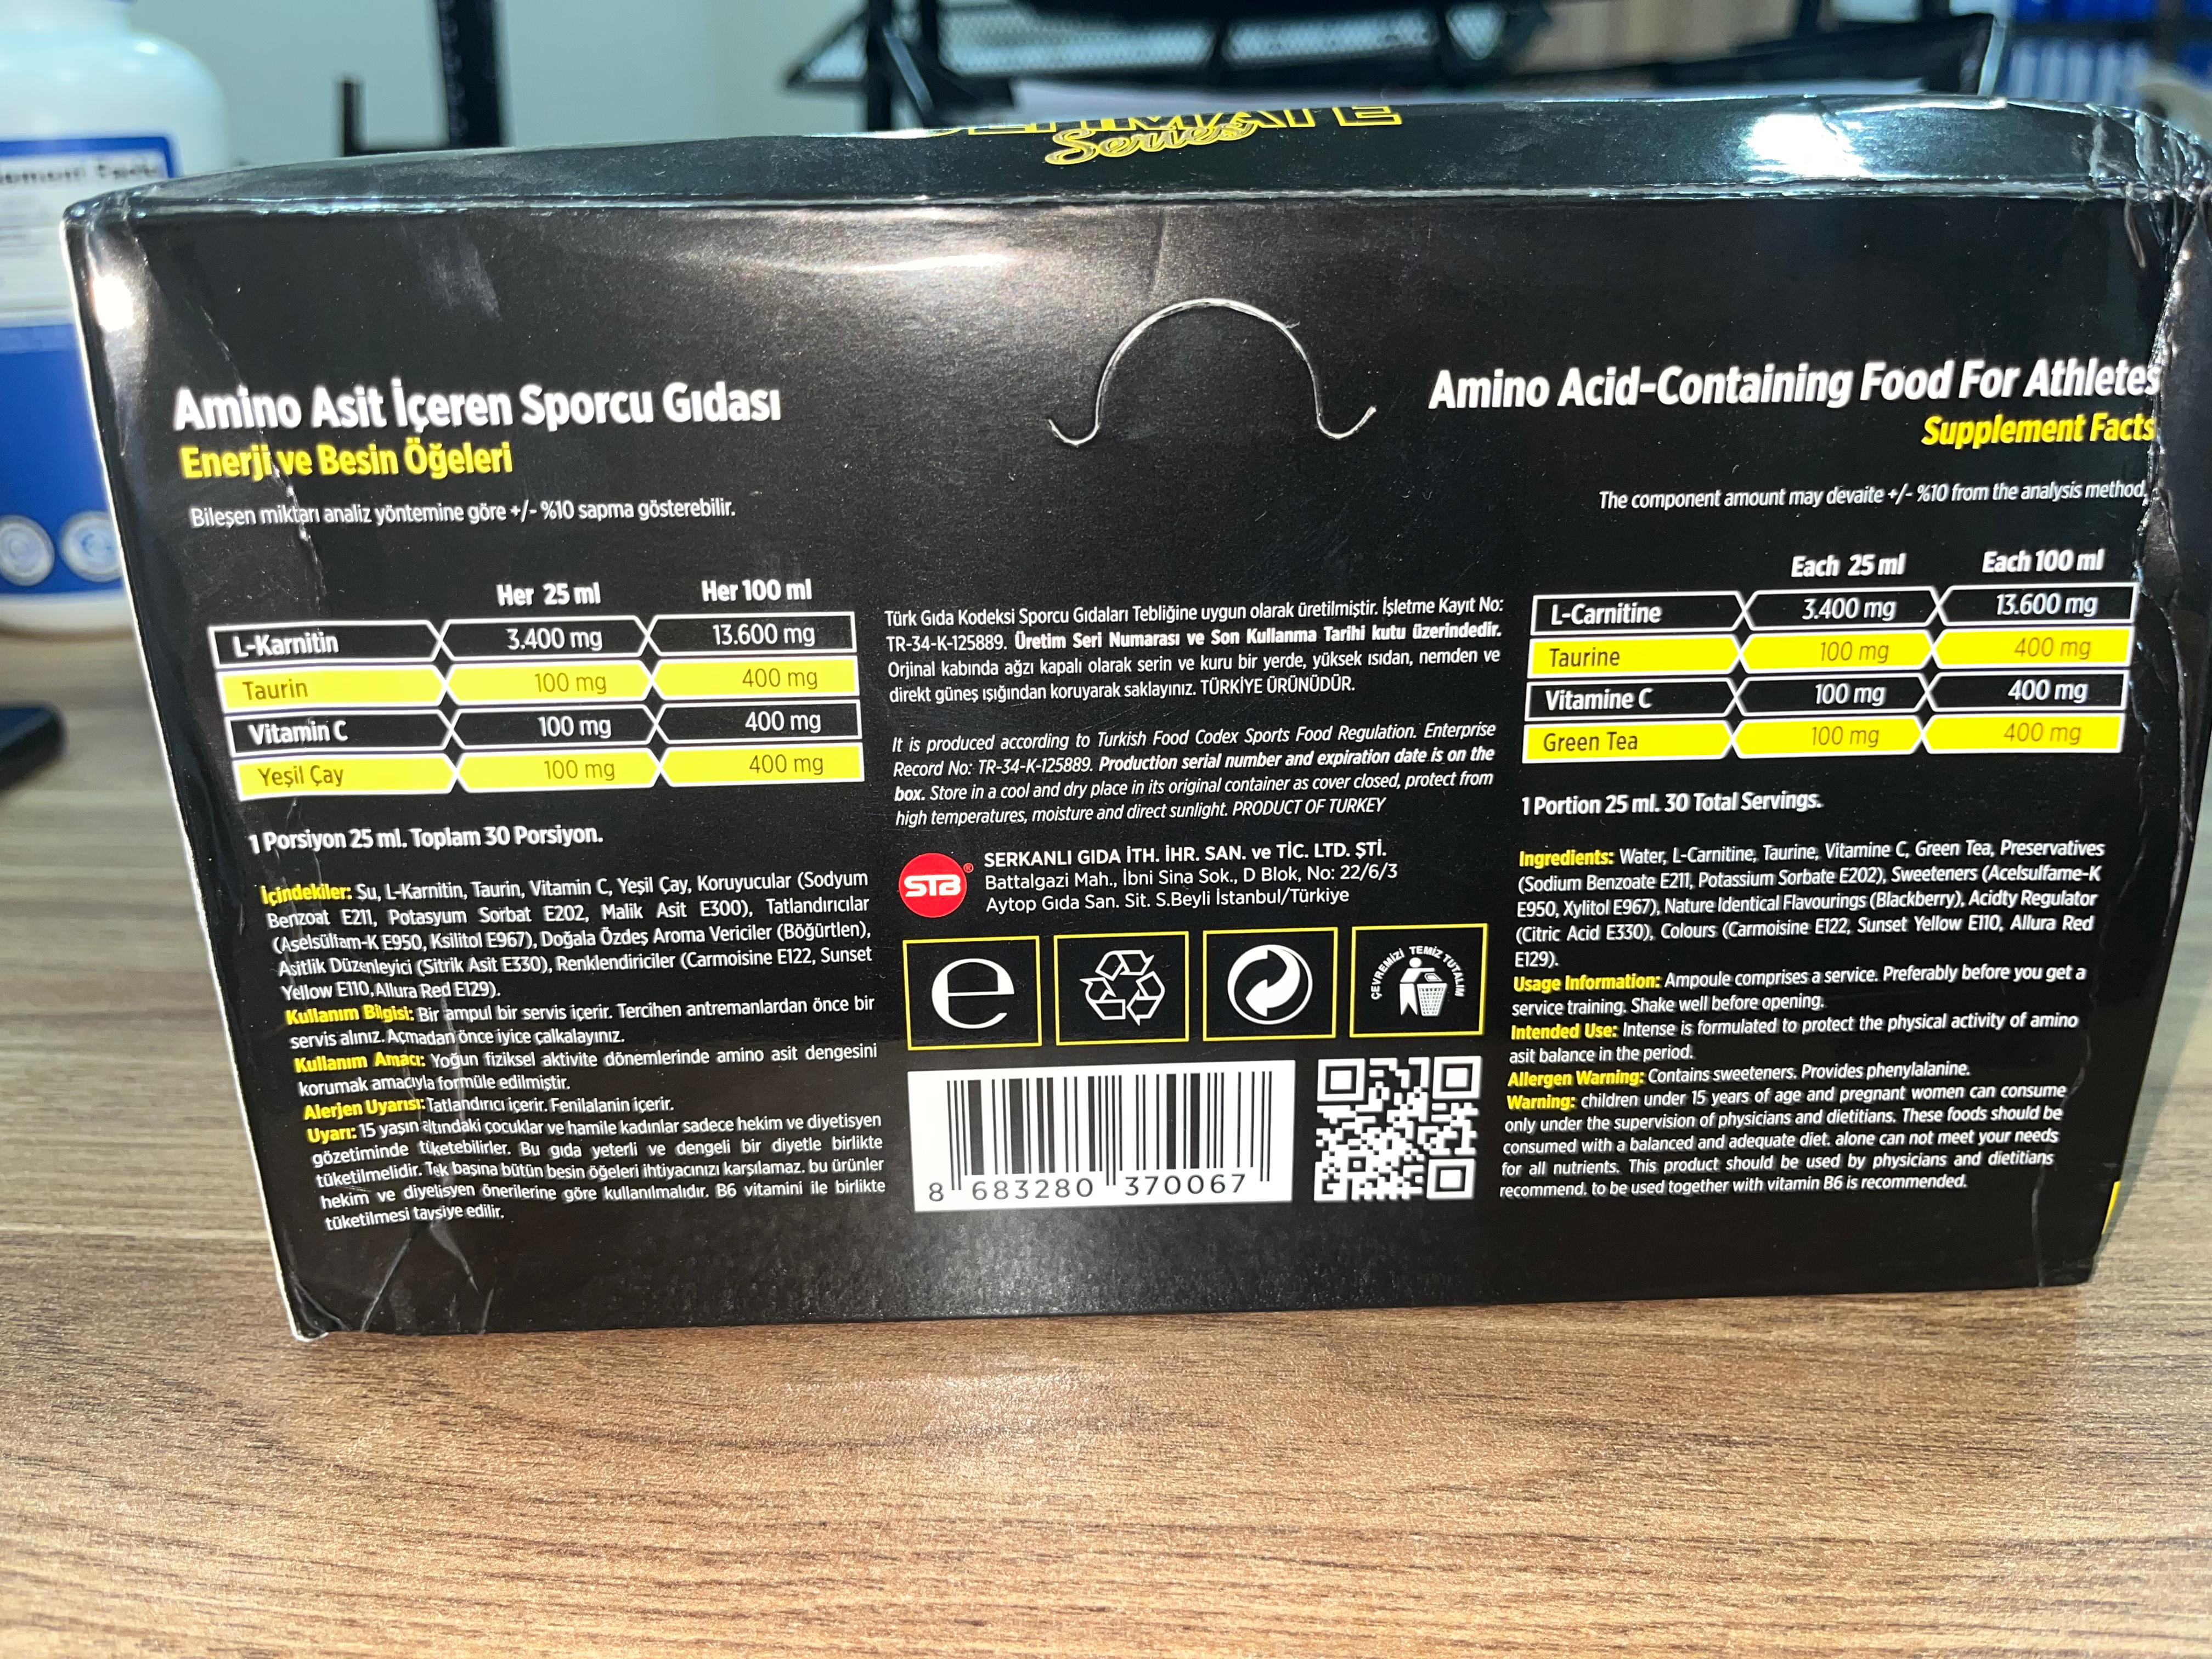 Series
Amino Asit İçeren Sporcu Gıdası
Enerji ve Besin Öğeleri
Bileşen miktarı analiz yöntemine göre +/- %10 sapma gösterebilir.
Her 25 ml Her 100 ml
L-Karnitin 3.400 mg 13.600 mg
Taurin 100 mg 400 mg
Vitamin C 100 mg 400 mg
Yeşil Çay 100 mg 400 mg
1 Porsiyon 25 ml. Toplam 30 Porsiyon.
İçindekiler: Su, L-Karnitin, Taurin, Vitamin C, Yeşil Çay, Koruyucular (Sodyum
Benzoat E211, Potasyum Sorbat E202, Malik Asit E300), Tatlandırıcılar
(Aselsülfam-K E950, Ksilitol E967), Doğala Özdeş Aroma Vericiler (Böğürtlen),
Asitlik Düzenleyici (Sitrik Asit E330), Renklendiriciler (Carmoisine E122, Sunset
Yellow E110, Allura Red E129).
Kullanım Bilgisi: Bir ampul bir servis içerir. Tercihen antremanlardan önce bir
servis alınız. Açmadan önce iyice çalkalayınız.
Kullanım Amacı: Yoğun fiziksel aktivite dönemlerinde amino asit dengesini
korumak amacıyla formüle edilmiştir.
Alerjen Uyarısı: Tatlandırıcı içerir. Fenilalanin içerir.
Uyarı: 15 yaşın altındaki çocuklar ve hamile kadınlar sadece hekim ve diyetisyen
gözetiminde tüketebilirler. Bu gıda yeterli ve dengeli bir diyetle birlikte
tüketilmelidir. Tek başına bütün besin öğeleri ihtiyacınızı karşılamaz. bu ürünler
hekim ve diyelisyen önerilerine göre kullanılmalıdır. B6 vitamini ile birlikte
tüketilmesi tavsiye edilir.
Türk Gıda Kodeksi Sporcu Gıdaları Tebliğine uygun olarak üretilmiştir. İşletme Kayıt No:
TR-34-K-125889. Üretim Seri Numarası ve Son Kullanma Tarihi kutu üzerindedir.
Orjinal kabında ağzı kapalı olarak serin ve kuru bir yerde, yüksek ısıdan, nemden ve
direkt güneş ışığından koruyarak saklayınız. TÜRKİYE ÜRÜNÜDÜR.
It is produced according to Turkish Food Codex Sports Food Regulation. Enterprise
Record No: TR-34-K-125889. Production serial number and expiration date is on the
box. Store in a cool and dry place in its original container as cover closed, protect from
high temperatures, moisture and direct sunlight. PRODUCT OF TURKEY
STB®
SERKANLI GIDA İTH. İHR. SAN. ve TİC. LTD. ŞTİ.
Battalgazi Mah., İbni Sina Sok., D Blok, No: 22/6/3
Aytop Gıda San. Sit. S.Beyli İstanbul/Türkiye
e
ÇEVREMİZİ TEMİZ TUTALIM
8 683280 370067
Amino Acid-Containing Food For Athletes
Supplement Facts
The component amount may devaite +/- %10 from the analysis method,
Each 25 ml Each 100 ml
L-Carnitine 3.400 mg 13.600 mg
Taurine 100 mg 400 mg
Vitamine C 100 mg 400 mg
Green Tea 100 mg 400 mg
1 Portion 25 ml. 30 Total Servings.
Ingredients: Water, L-Carnitine, Taurine, Vitamine C, Green Tea, Preservatives
(Sodium Benzoate E211, Potassium Sorbate E202), Sweeteners (Acelsulfame-K
E950, Xylitol E967), Nature Identical Flavourings (Blackberry), Acidty Regulator
(Citric Acid E330), Colours (Carmoisine E122, Sunset Yellow E110, Allura Red
E129).
Usage Information: Ampoule comprises a service. Preferably before you get a
service training. Shake well before opening.
Intended Use: Intense is formulated to protect the physical activity of amino
asit balance in the period.
Allergen Warning: Contains sweeteners. Provides phenylalanine.
Warning: children under 15 years of age and pregnant women can consume
only under the supervision of physicians and dietitians. These foods should be
consumed with a balanced and adequate diet. alone can not meet your needs
for all nutrients. This product should be used by physicians and dietitians
recommend. to be used together with vitamin B6 is recommended.